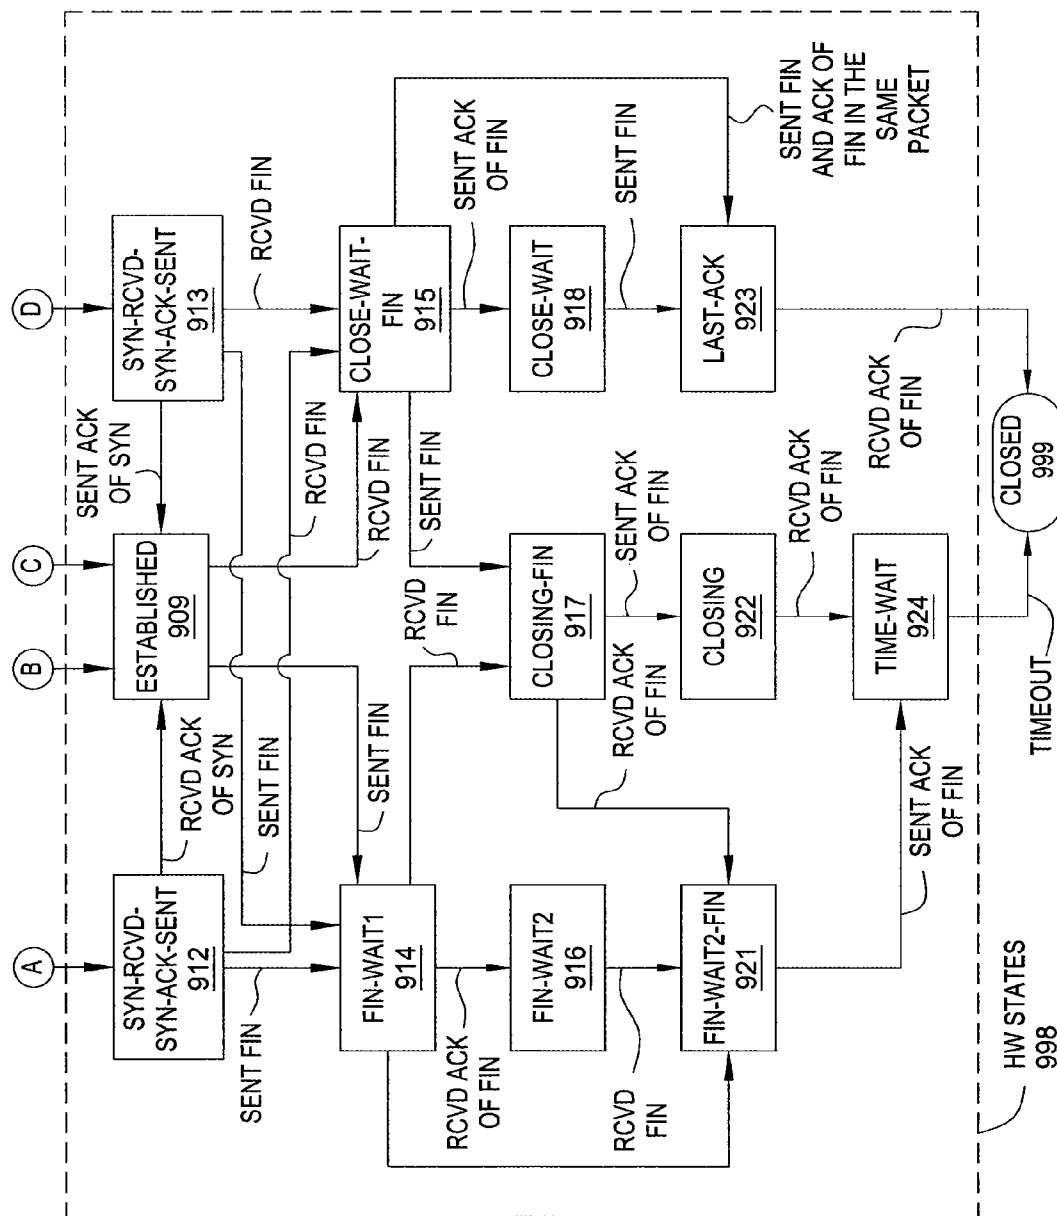 A
B
C
D
SYN-RCVD-
SYN-ACK-SENT
912
RCVD ACK
OF SYN
ESTABLISHED
909
SENT ACK
OF SYN
SYN-RCVD-
SYN-ACK-SENT
913
SENT FIN
SENT FIN
SENT FIN
RCVD FIN
RCVD FIN
RCVD FIN
FIN-WAIT1
914
RCVD
FIN
SENT FIN
CLOSE-WAIT-
FIN
915
RCVD ACK
OF FIN
SENT ACK
OF FIN
FIN-WAIT2
916
CLOSING-FIN
917
CLOSE-WAIT
918
RCVD
FIN
RCVD ACK
OF FIN
SENT ACK
OF FIN
SENT FIN
SENT FIN
AND ACK OF
FIN IN THE
SAME
PACKET
FIN-WAIT2-FIN
921
CLOSING
922
LAST-ACK
923
RCVD ACK
OF FIN
TIME-WAIT
924
SENT ACK
OF FIN
RCVD ACK
OF FIN
HW STATES
998
TIMEOUT
CLOSED
999